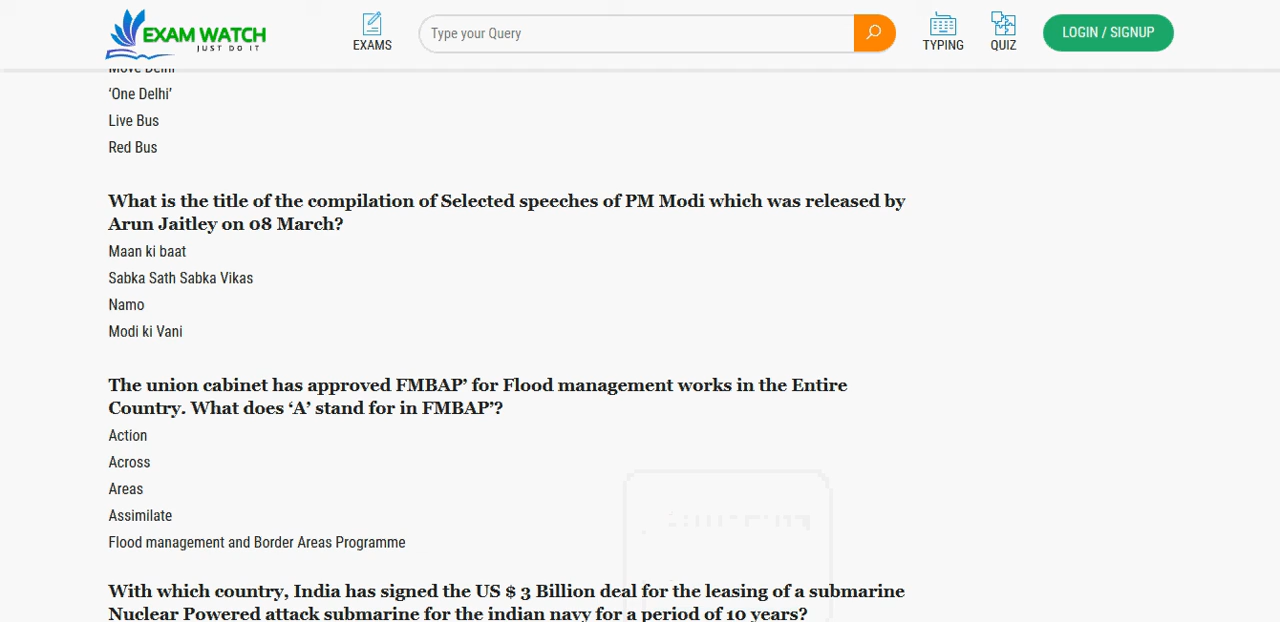 EXAM WATCH
JUST DO IT
EXAMS
Type your Query
TYPING
QUIZ
LOGIN / SIGNUP
Move Delhi
‘One Delhi’
Live Bus
Red Bus
What is the title of the compilation of Selected speeches of PM Modi which was released by
Arun Jaitley on 08 March?
Maan ki baat
Sabka Sath Sabka Vikas
Namo
Modi ki Vani
The union cabinet has approved FMBAP’ for Flood management works in the Entire
Country. What does ‘A’ stand for in FMBAP’?
Action
Across
Areas
Assimilate
Flood management and Border Areas Programme
With which country, India has signed the US $ 3 Billion deal for the leasing of a submarine
Nuclear Powered attack submarine for the indian navy for a period of 10 years?